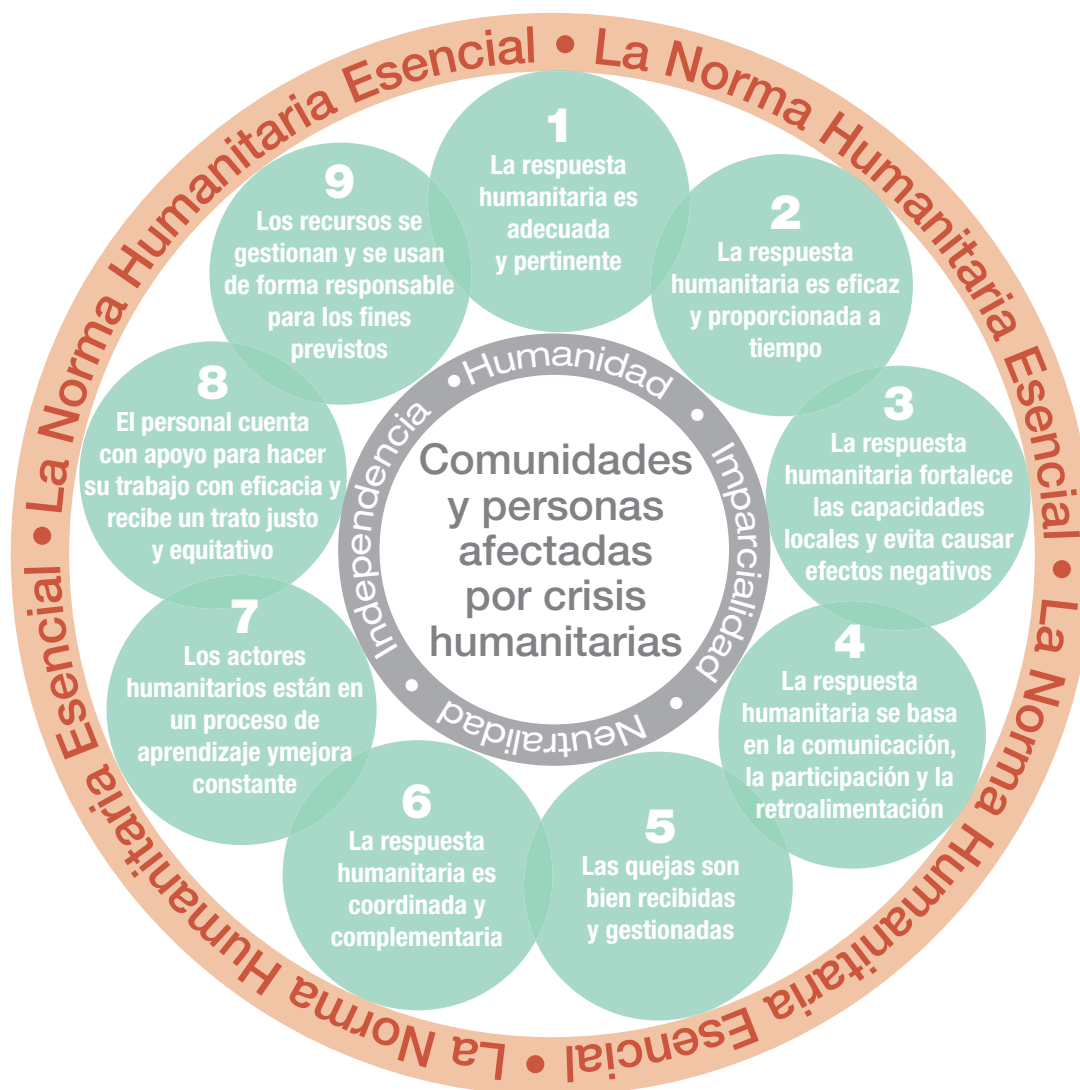 La Norma Humanitaria Esencial • La Norma Humanitaria Esencial • La Norma Humanitaria Esencial • La Norma Humanitaria Esencial • La Norma Humanitaria Esencial •
1
La respuesta
humanitaria es
adecuada
y pertinente
2
La respuesta
humanitaria es eficaz
y proporcionada a
tiempo
3
La respuesta
humanitaria fortalece
las capacidades
locales y evita causar
efectos negativos
4
La respuesta
humanitaria se basa
en la comunicación,
la participación y la
retroalimentación
5
Las quejas son
bien recibidas
y gestionadas
6
La respuesta
humanitaria es
coordinada y
complementaria
7
Los actores
humanitarios están en
un proceso de
aprendizaje ymejora
constante
8
El personal cuenta
con apoyo para hacer
su trabajo con eficacia y
recibe un trato justo
y equitativo
9
Los recursos se
gestionan y se usan
de forma responsable
para los fines
previstos
•Humanidad • Imparcialidad • Neutralidad • Independencia
Comunidades
y personas
afectadas
por crisis
humanitarias